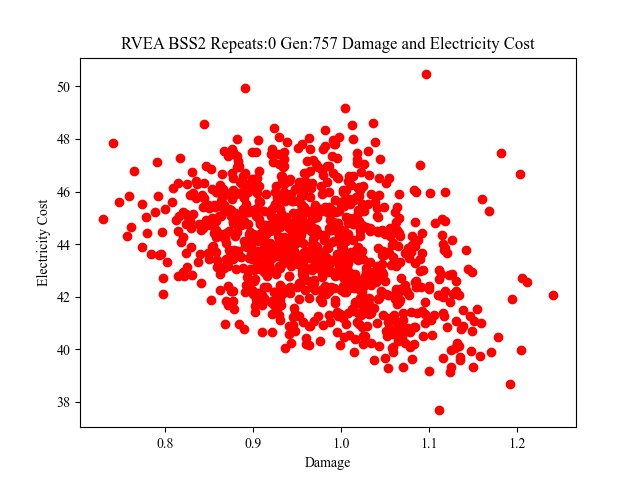 RVEA BSS2 Repeats:0 Gen:757 Damage and Electricity Cost
Electricity Cost
50
48
46
44
42
40
38
0.8 0.9 1.0 1.1 1.2
Damage